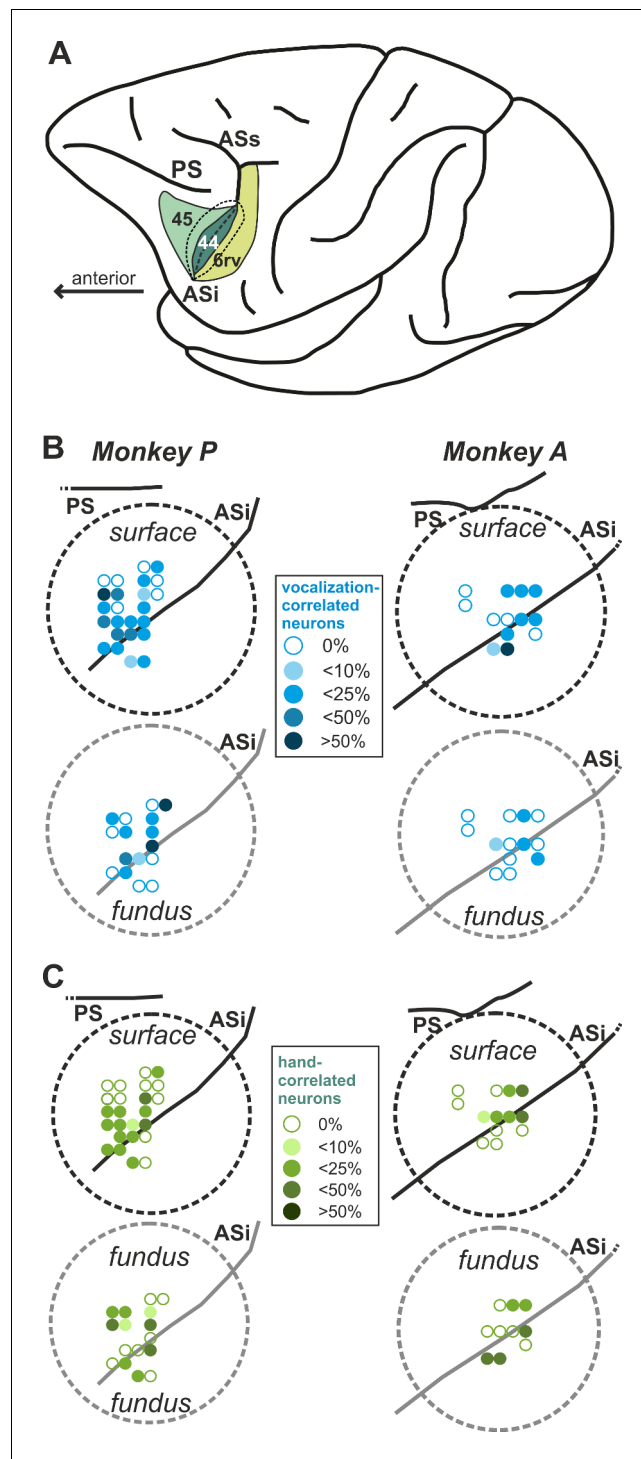 A
ASs
PS
45
44
6rv
ASi
anterior
B
Monkey P
Monkey A
PS
ASi
surface
PS
ASi
surface
vocalization-
correlated
neurons
0%
<10%
<25%
<50%
>50%
ASi
fundus
ASi
fundus
C
PS
ASi
surface
PS
ASi
surface
hand-
correlated
neurons
0%
<10%
<25%
<50%
>50%
ASi
fundus
fundus
ASi
fundus